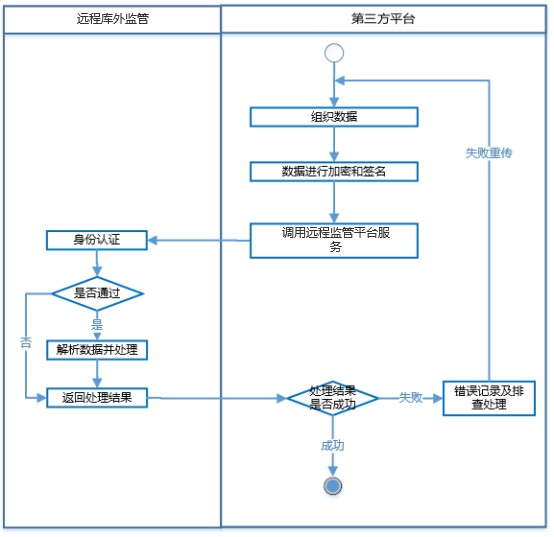 远程库外监管
第三方平台
组织数据
失败重传
数据进行加密和签名
调用远程监管平台服
务
身份认证
是否通过
是
否
解析数据并处理
返回处理结果
处理结果
是否成功
失败
错误记录及排
查处理
成功